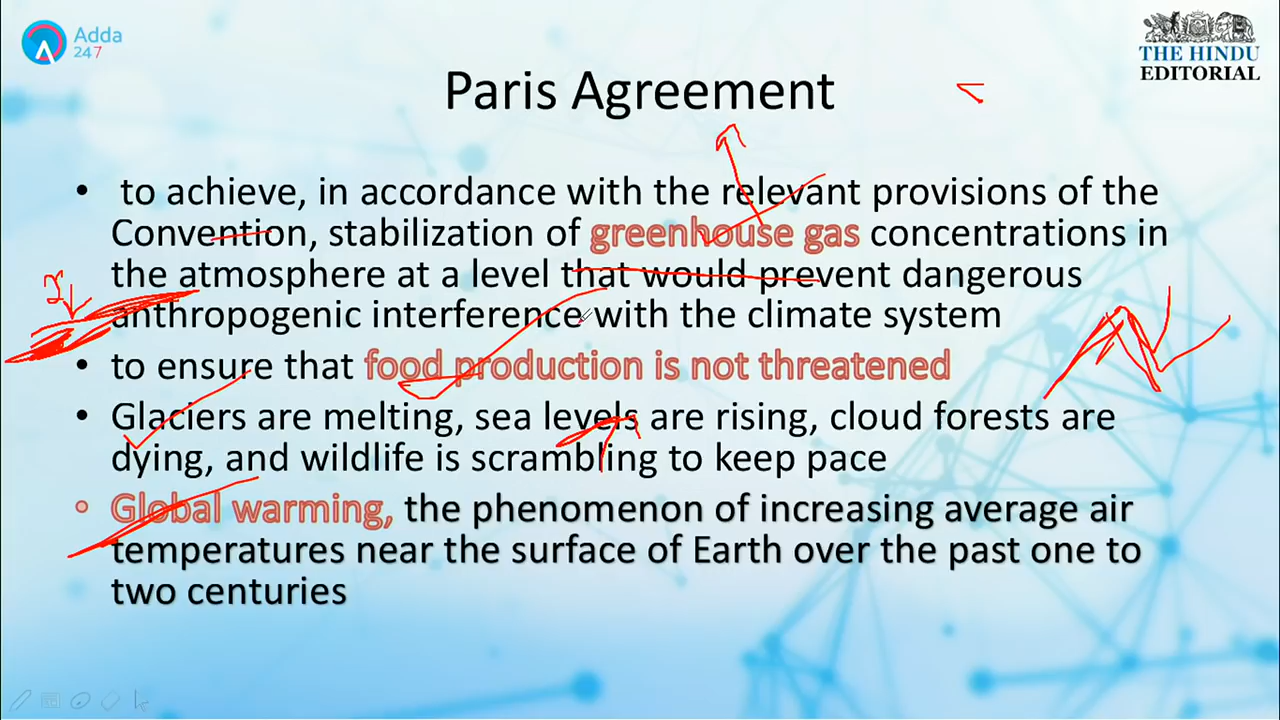 Adda
247
THE HINDU
EDITORIAL
Paris Agreement
• to achieve, in accordance with the relevant provisions of the
Convention, stabilization of greenhouse gas concentrations in
the atmosphere at a level that would prevent dangerous
anthropogenic interference with the climate system
• to ensure that food production is not threatened
• Glaciers are melting, sea levels are rising, cloud forests are
dying, and wildlife is scrambling to keep pace
• Global warming, the phenomenon of increasing average air
temperatures near the surface of Earth over the past one to
two centuries